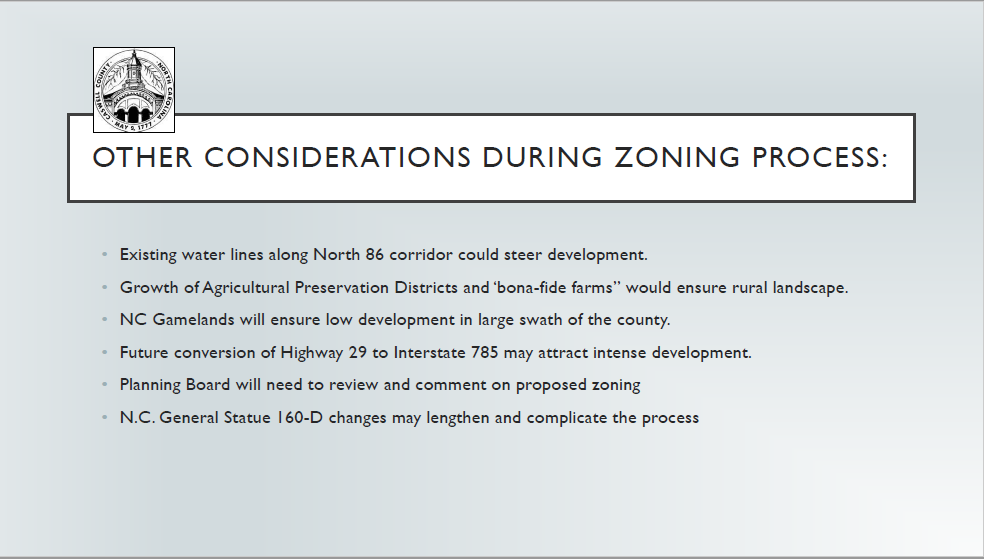 CASWELL COUNTY · NORTH CAROLINA
· MAY 9, 1777 ·
OTHER CONSIDERATIONS DURING ZONING PROCESS:
• Existing water lines along North 86 corridor could steer development.
• Growth of Agricultural Preservation Districts and ‘bona-fide farms” would ensure rural landscape.
• NC Gamelands will ensure low development in large swath of the county.
• Future conversion of Highway 29 to Interstate 785 may attract intense development.
• Planning Board will need to review and comment on proposed zoning
• N.C. General Statue 160-D changes may lengthen and complicate the process